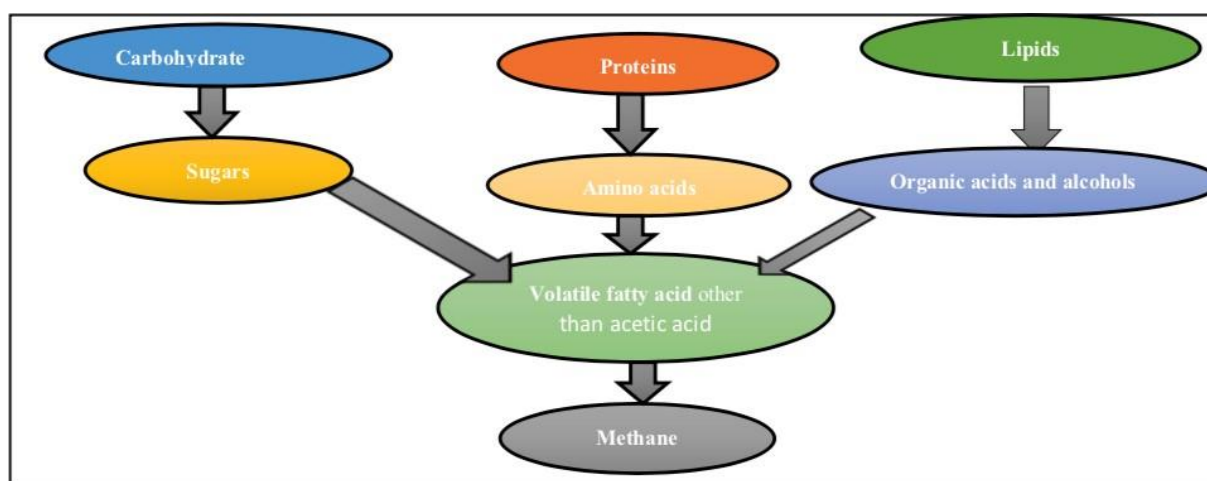 Carbohydrate
Proteins
Lipids
Sugars
Amino acids
Organic acids and alcohols
Volatile fatty acid other
than acetic acid
Methane